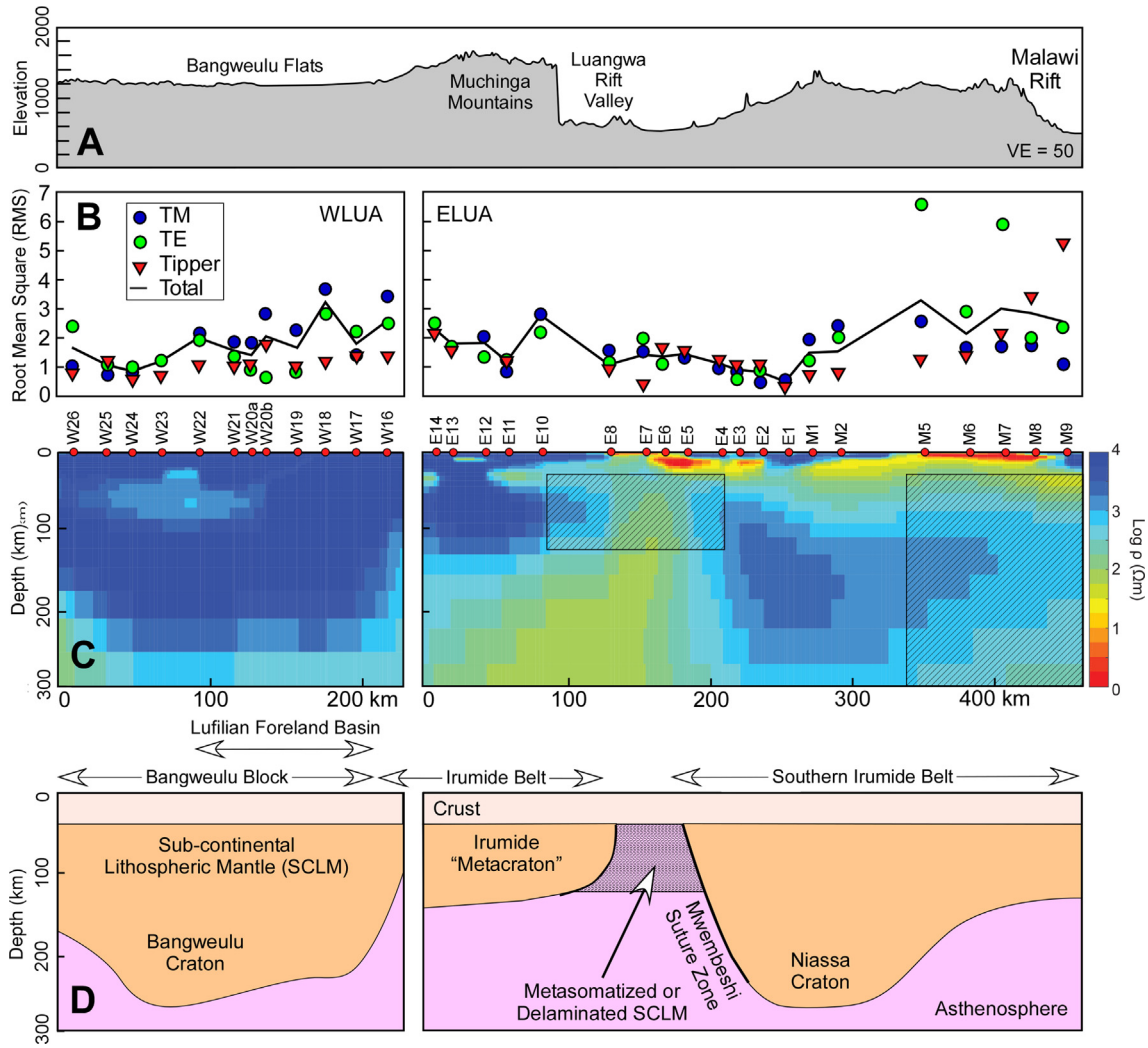 2000
1000
0
Elevation
A
Bangweulu Flats
Muchinga
Mountains
Luangwa
Rift
Valley
Malawi
Rift
VE = 50
7
6
5
4
3
2
1
0
Root Mean Square (RMS)
B
TM
TE
Tipper
Total
WLUA
ELUA
W26
W25
W24
W23
W22
W21
W20a
W20b
W19
W18
W17
W16
E14
E13
E12
E11
E10
E8
E7
E6
E5
E4
E3
E2
E1
M1
M2
M5
M6
M7
M8
M9
0
100
200
300
Depth (km)
C
0
100
200 km
0
100
200
300
400 km
4
3
2
1
0
Log ρ (Ωm)
Lufilian Foreland Basin
Bangweulu Block
Irumide Belt
Southern Irumide Belt
0
100
200
300
Depth (km)
D
Sub-continental
Lithospheric Mantle (SCLM)
Bangweulu
Craton
Crust
Irumide
“Metacraton”
Metasomatized or
Delaminated SCLM
Mwembeshi
Suture Zone
Niassa
Craton
Asthenosphere